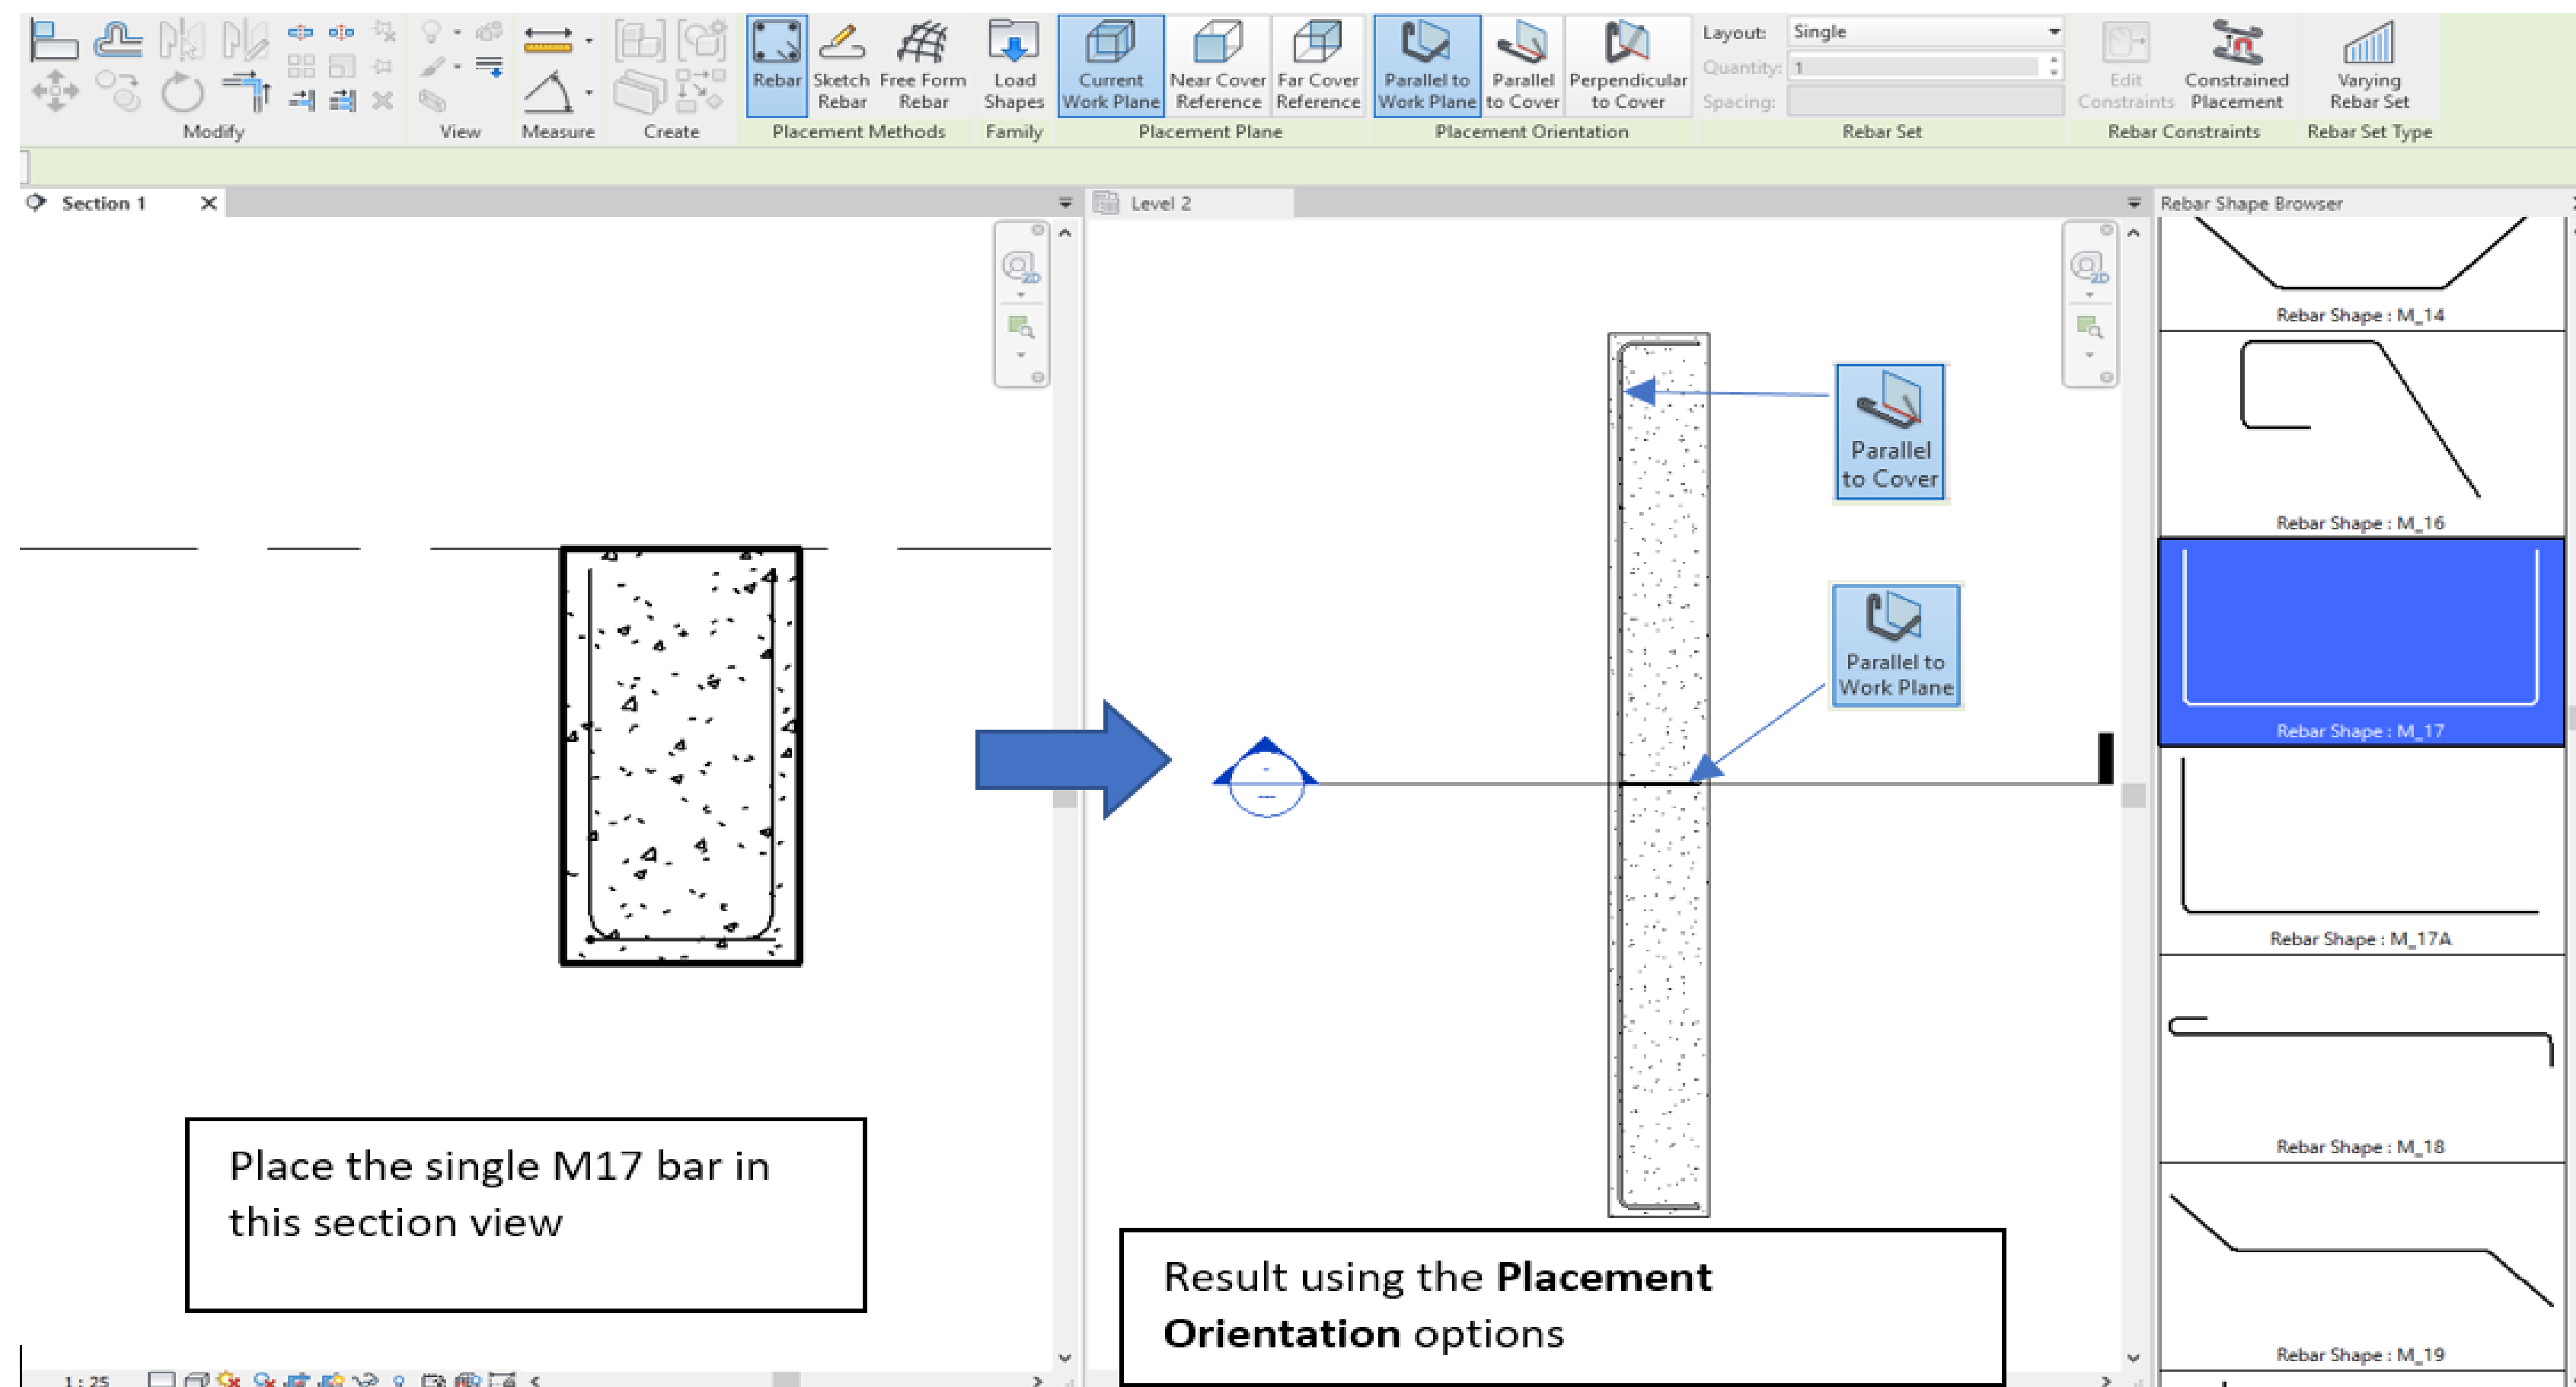 Rebar
Sketch
Rebar
Free Form
Rebar
Load
Shapes
Current
Work Plane
Near Cover
Reference
Far Cover
Reference
Parallel to
Work Plane
Parallel
to Cover
Perpendicular
to Cover
Layout: Single
Quantity: 1
Spacing:
Edit
Constraints
Constrained
Placement
Varying
Rebar Set
Modify
View
Measure
Create
Placement Methods
Family
Placement Plane
Placement Orientation
Rebar Set
Rebar Constraints
Rebar Set Type
Section 1
Level 2
Rebar Shape Browser
2D
2D
Parallel
to Cover
Parallel to
Work Plane
Place the single M17 bar in
this section view
Result using the Placement
Orientation options
Rebar Shape : M_14
Rebar Shape : M_16
Rebar Shape : M_17
Rebar Shape : M_17A
Rebar Shape : M_18
Rebar Shape : M_19
1 : 25